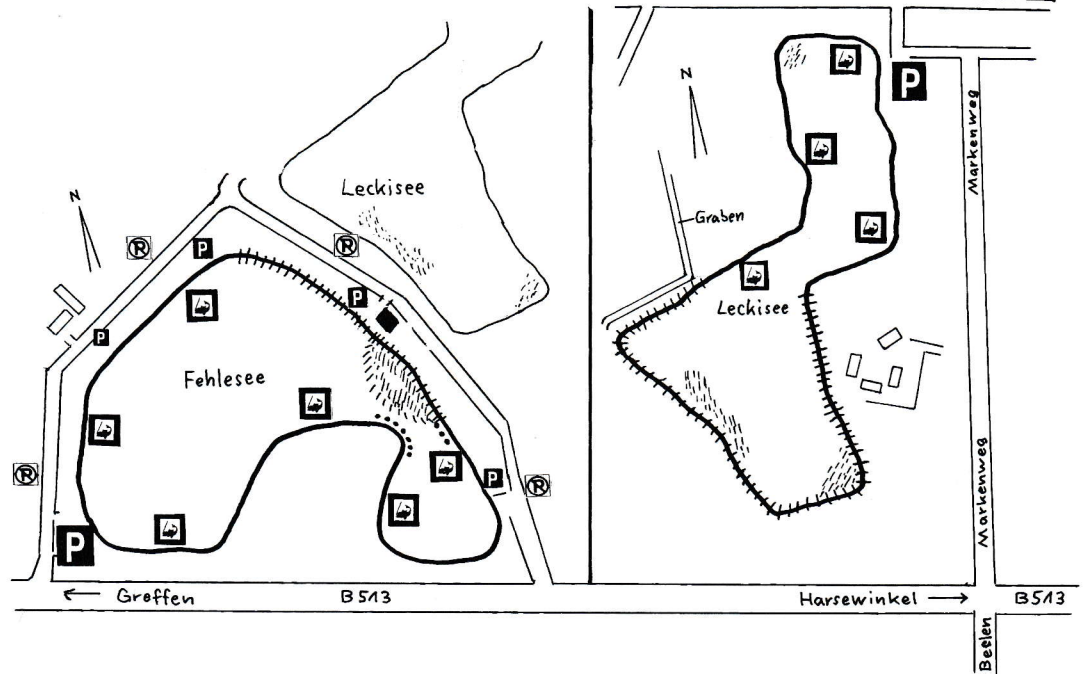 N
Leckisee
P
P
P
Fehlesee
P
P
← Greffen
B513
N
P
Graben
Leckisee
Markenweg
Markenweg
Harsewinkel →
B513
Beelen